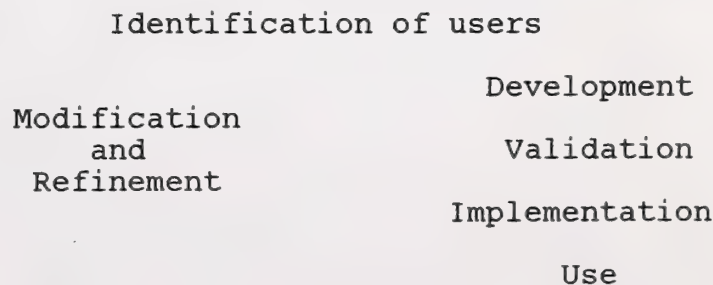 Identification of users
Development
Modification
and
Refinement
Validation
Implementation
Use